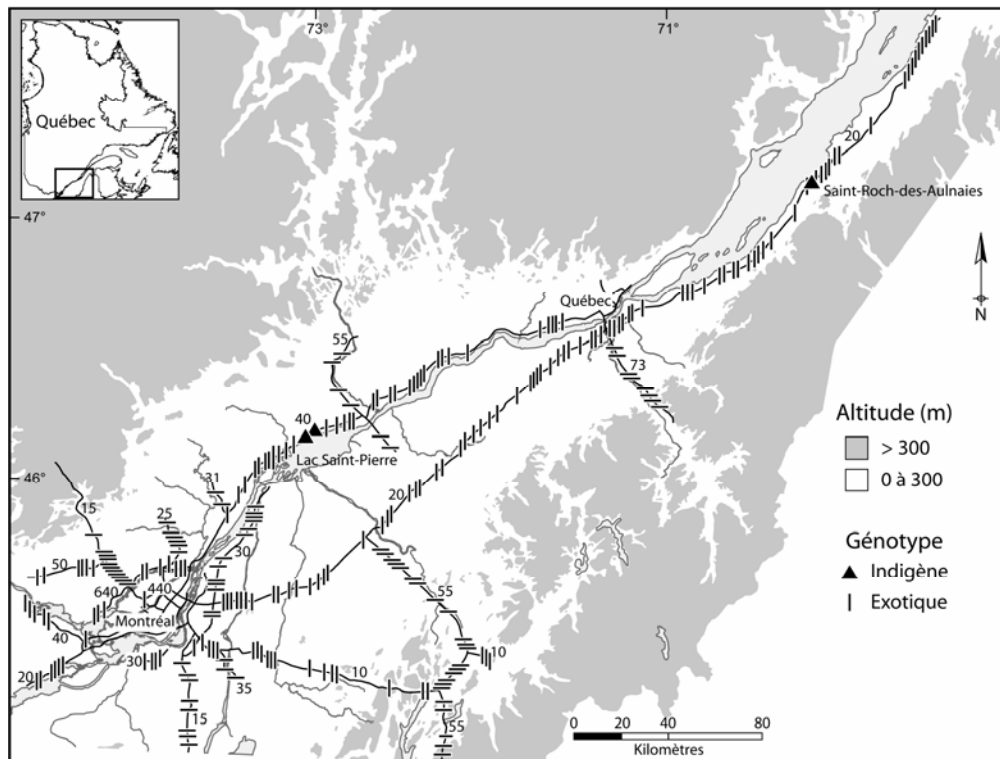 73°
71°
Québec
20
Saint-Roch-des-Aulnaies
47°
N
Québec
55
73
Altitude (m)
> 300
0 à 300
40
Lac Saint-Pierre
46°
31
20
15
25
Génotype
Indigène
Exotique
50
30
640
440
55
Montréal
40
30
10
20
35
10
15
55
0 20 40 80
Kilomètres